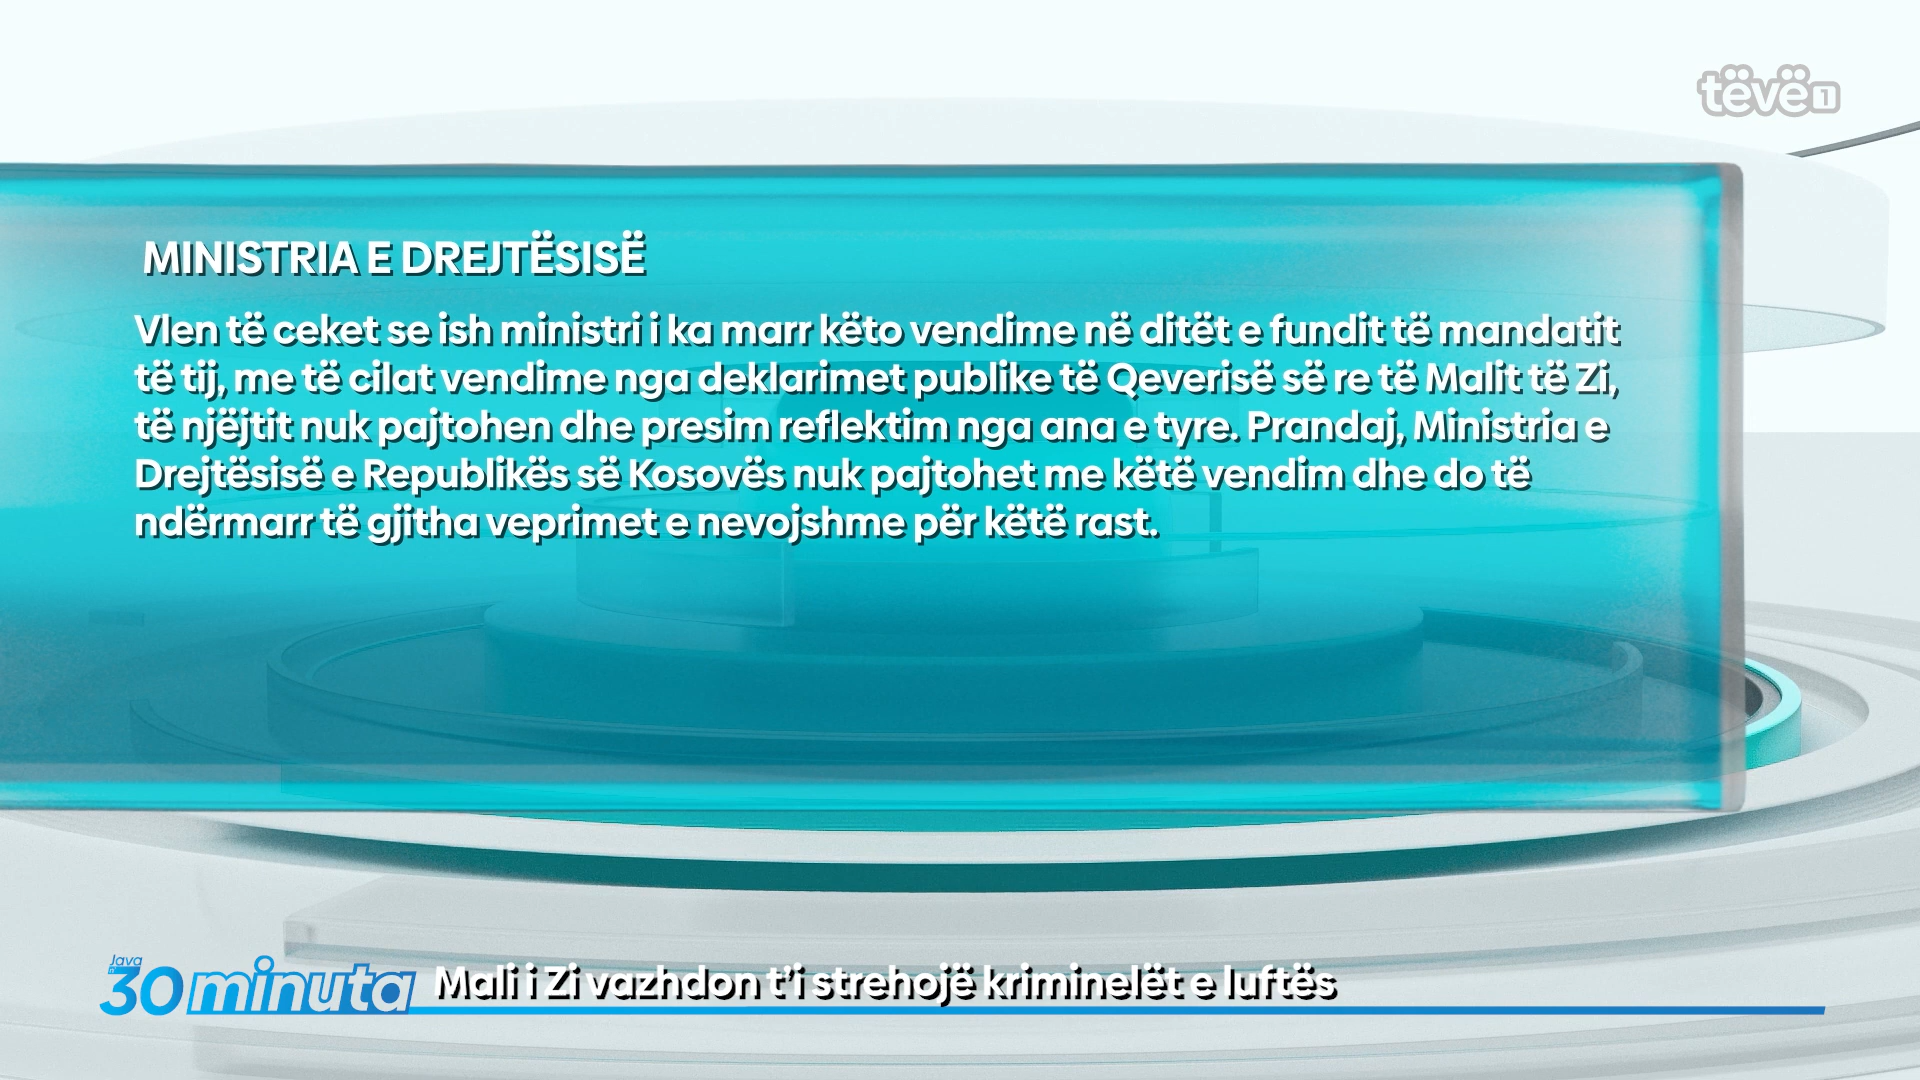 tëvë1
MINISTRIA E DREJTËSISË
Vlen të ceket se ish ministri i ka marr këto vendime në ditët e fundit të mandatit
të tij, me të cilat vendime nga deklarimet publike të Qeverisë së re të Malit të Zi,
të njëjtit nuk pajtohen dhe presim reflektim nga ana e tyre. Prandaj, Ministria e
Drejtësisë e Republikës së Kosovës nuk pajtohet me këtë vendim dhe do të
ndërmarr të gjitha veprimet e nevojshme për këtë rast.
Java n'
30 minuta
Mali i Zi vazhdon t'i strehojë kriminelët e luftës